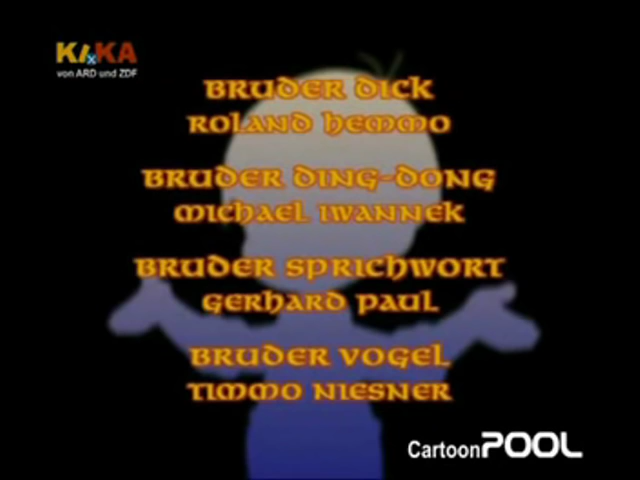 KiKA
von ARD und ZDF
BRUDER DICK
ROLAND HEMMO
BRUDER DING-DONG
MICHAEL IWANNEK
BRUDER SPRICHWORT
GERHARD PAUL
BRUDER VOGEL
TIMMO NIESNER
CartoonPOOL